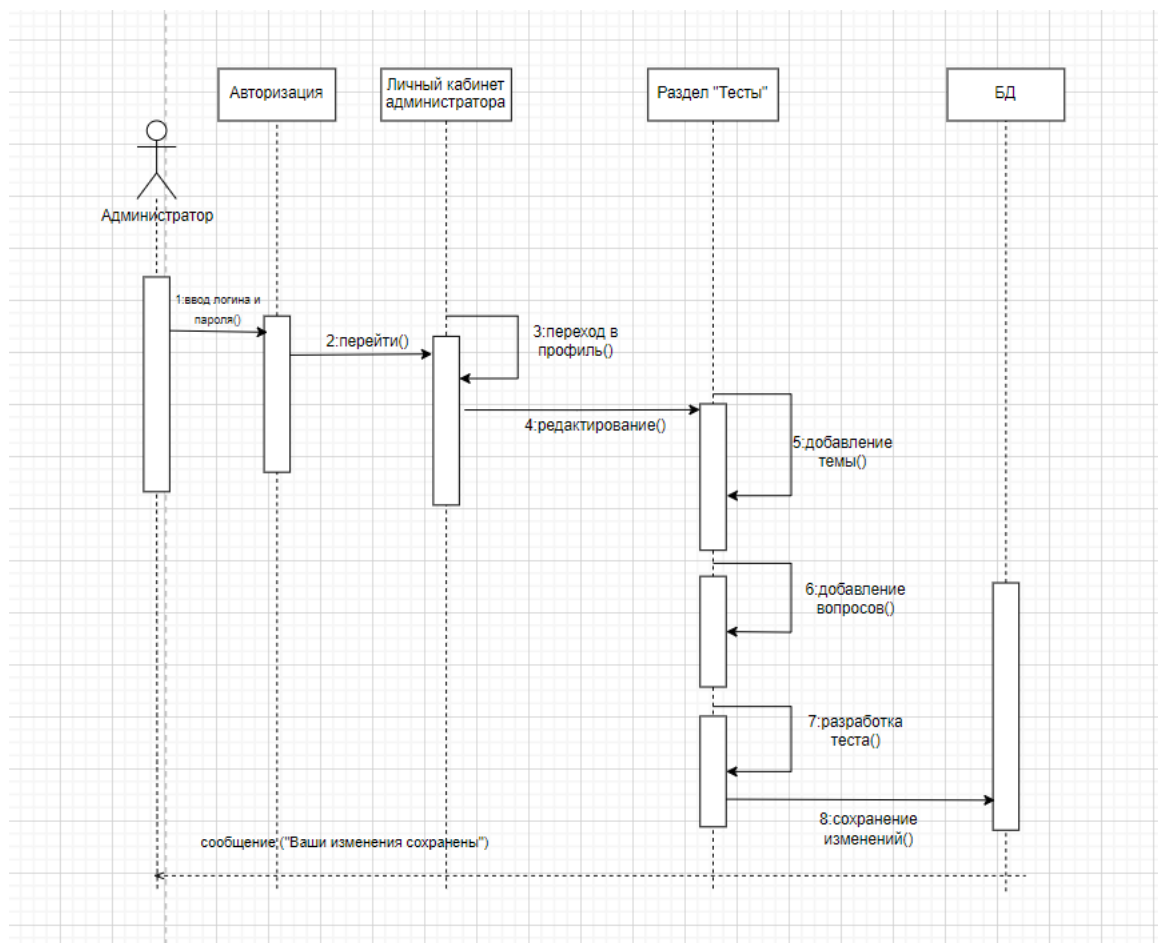 Авторизация
Личный кабинет
администратора
Раздел "Тесты"
БД
Администратор
1:ввод логина и
пароля()
2:перейти()
3:переход в
профиль()
4:редактирование()
5:добавление
темы()
6:добавление
вопросов()
7:разработка
теста()
8:сохранение
изменений()
сообщение:("Ваши изменения сохранены")